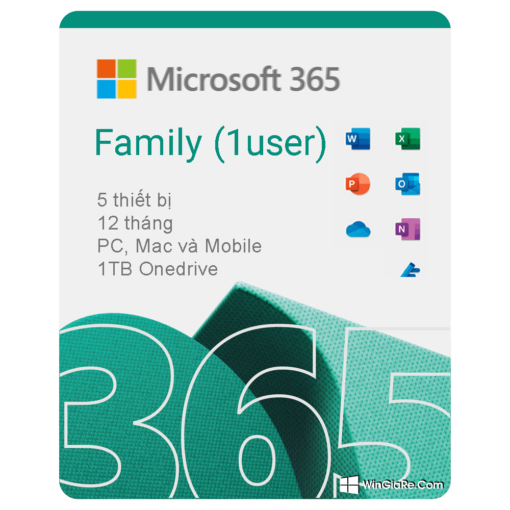 Microsoft 365
Family (1user)
5 thiết bị
12 tháng
PC, Mac và Mobile
1TB Onedrive
W
X
P
O
N
365
WinGiaRe.Com